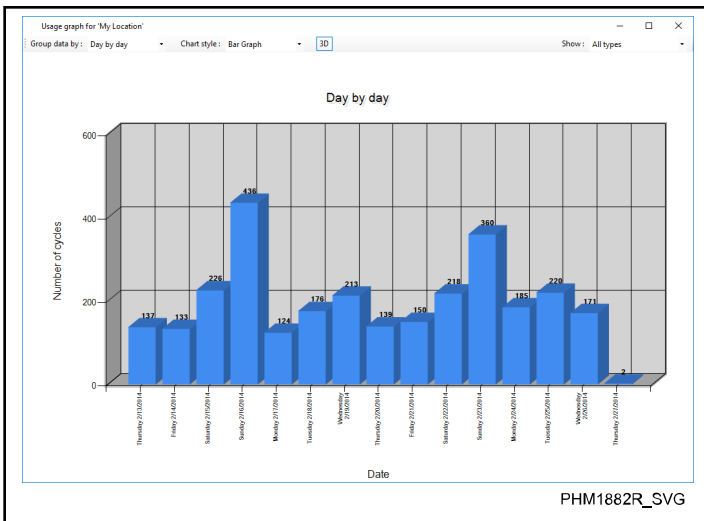 Usage graph for 'My Location'
Group data by : Day by day Chart style : Bar Graph 3D Show : All types
Day by day
Number of cycles
600
400
200
0
137
133
226
436
124
176
213
139
150
218
360
185
220
171
2
Thursday 2/13/2014
Friday 2/14/2014
Saturday 2/15/2014
Sunday 2/16/2014
Monday 2/17/2014
Tuesday 2/18/2014
Wednesday
2/19/2014
Thursday 2/20/2014
Friday 2/21/2014
Saturday 2/22/2014
Sunday 2/23/2014
Monday 2/24/2014
Tuesday 2/25/2014
Wednesday
2/26/2014
Thursday 2/27/2014
Date
PHM1882R_SVG